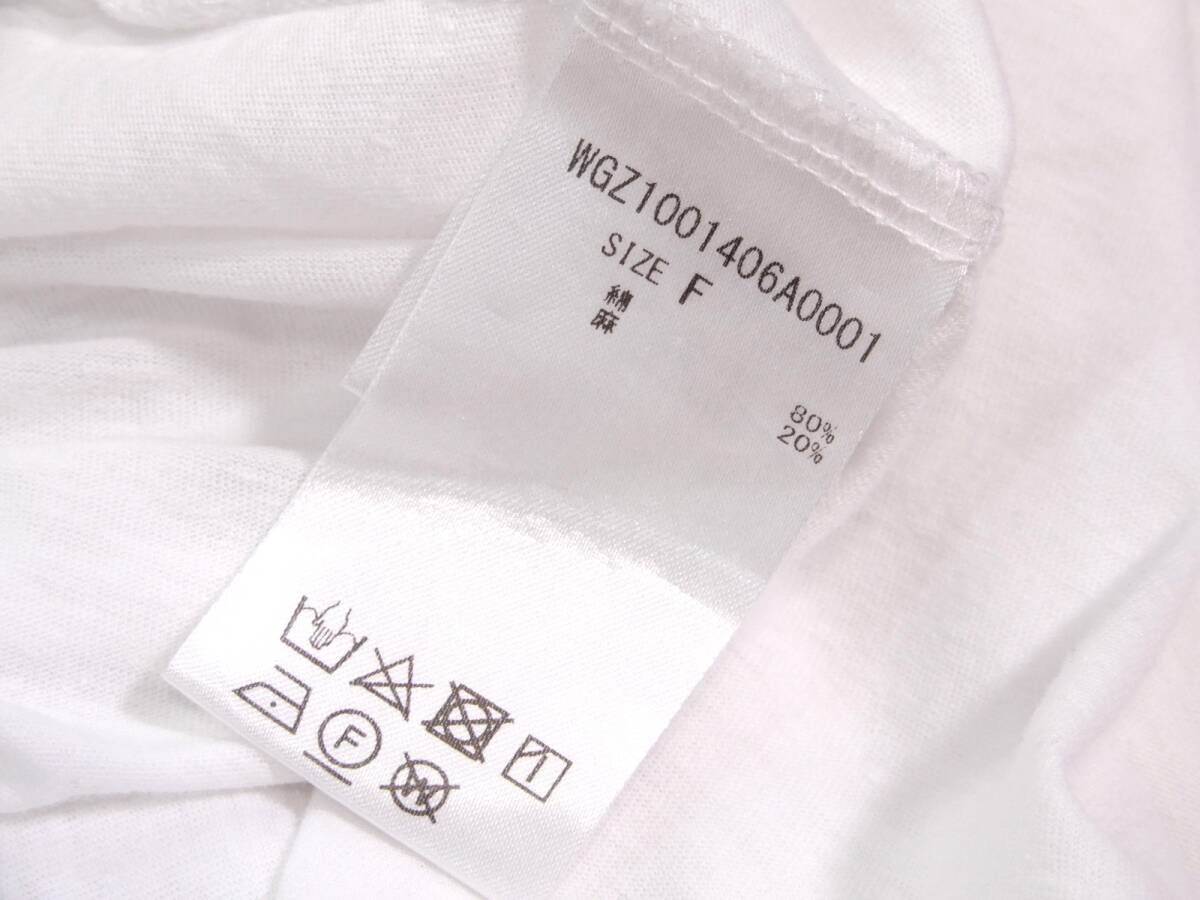 WGZ1001406A0001
SIZE F
綿 80%
麻 20%
F
W